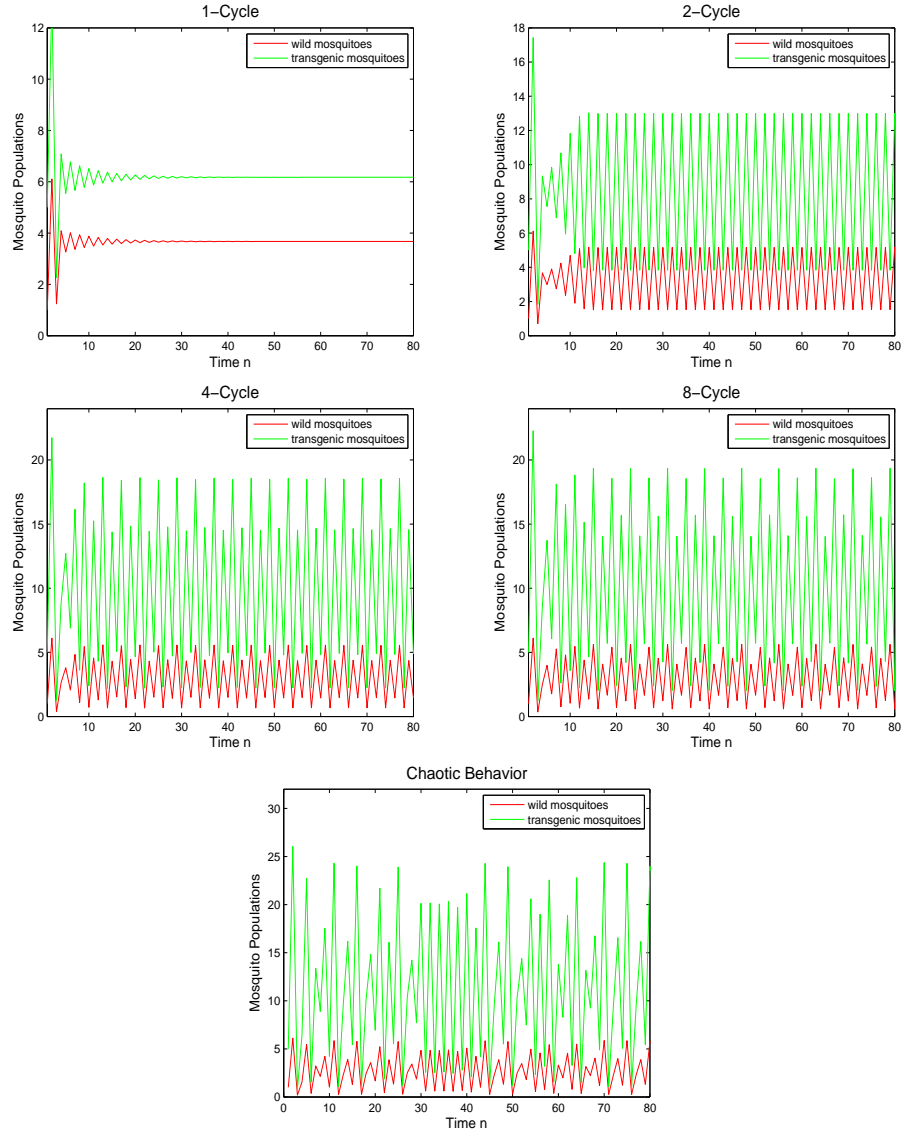 1−Cycle
12
10
8
6
4
2
0
10 20 30 40 50 60 70 80
Mosquito Populations
Time n
wild mosquitoes
transgenic mosquitoes
2−Cycle
18
16
14
12
10
8
6
4
2
0
10 20 30 40 50 60 70 80
Mosquito Populations
Time n
wild mosquitoes
transgenic mosquitoes
4−Cycle
20
15
10
5
0
10 20 30 40 50 60 70 80
Mosquito Populations
Time n
wild mosquitoes
transgenic mosquitoes
8−Cycle
20
15
10
5
0
10 20 30 40 50 60 70 80
Mosquito Populations
Time n
wild mosquitoes
transgenic mosquitoes
Chaotic Behavior
30
25
20
15
10
5
0
0 10 20 30 40 50 60 70 80
Mosquito Populations
Time n
wild mosquitoes
transgenic mosquitoes